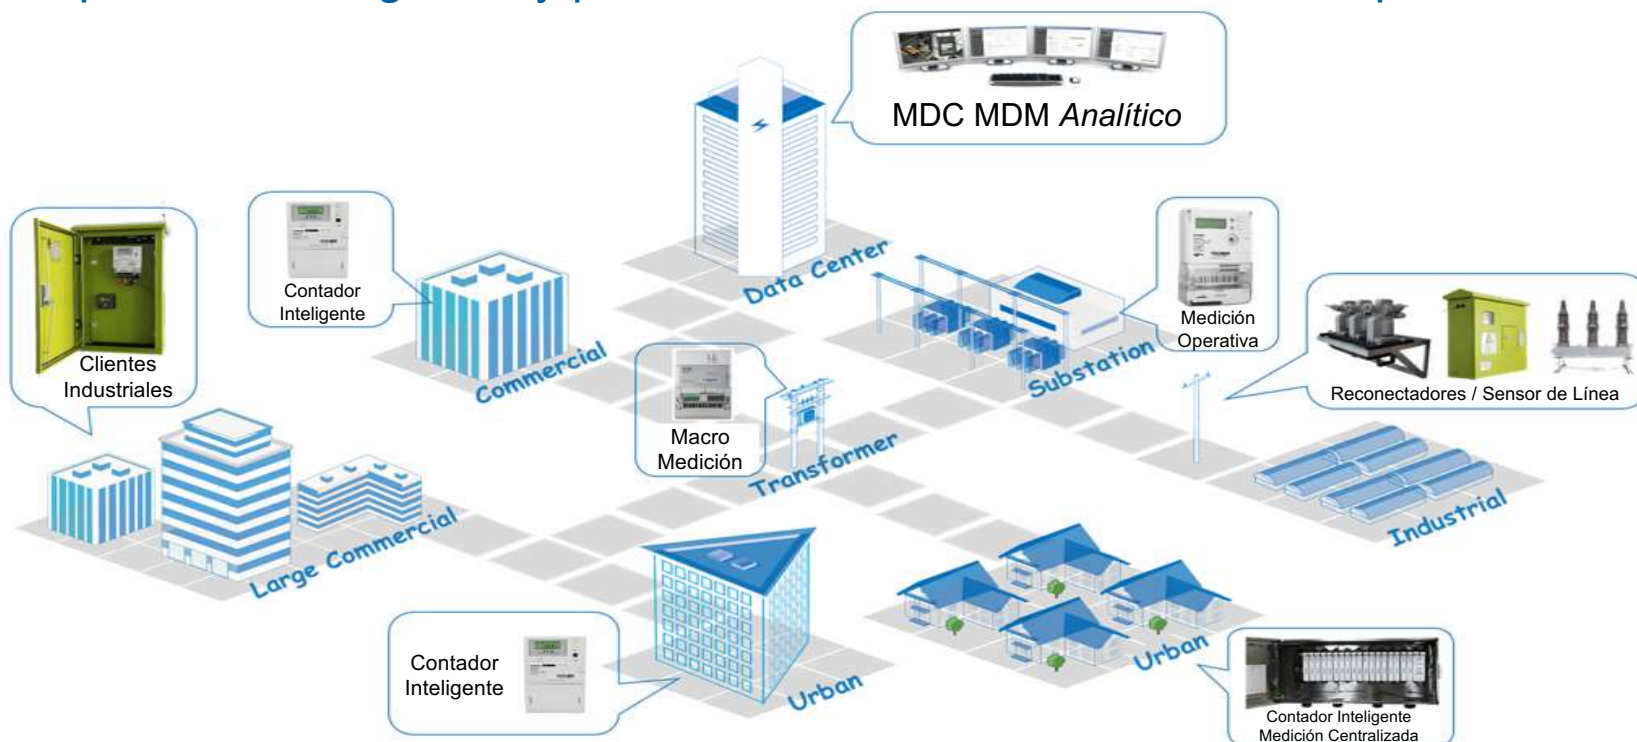 MDC MDM Analítico
Contador
Inteligente
Data Center
Medición
Operativa
Clientes
Industriales
Commercial
Substation
Reconectadores / Sensor de Línea
Macro
Medición
Transformer
Large Commercial
Industrial
Contador
Inteligente
Urban
Urban
Contador Inteligente
Medición Centralizada